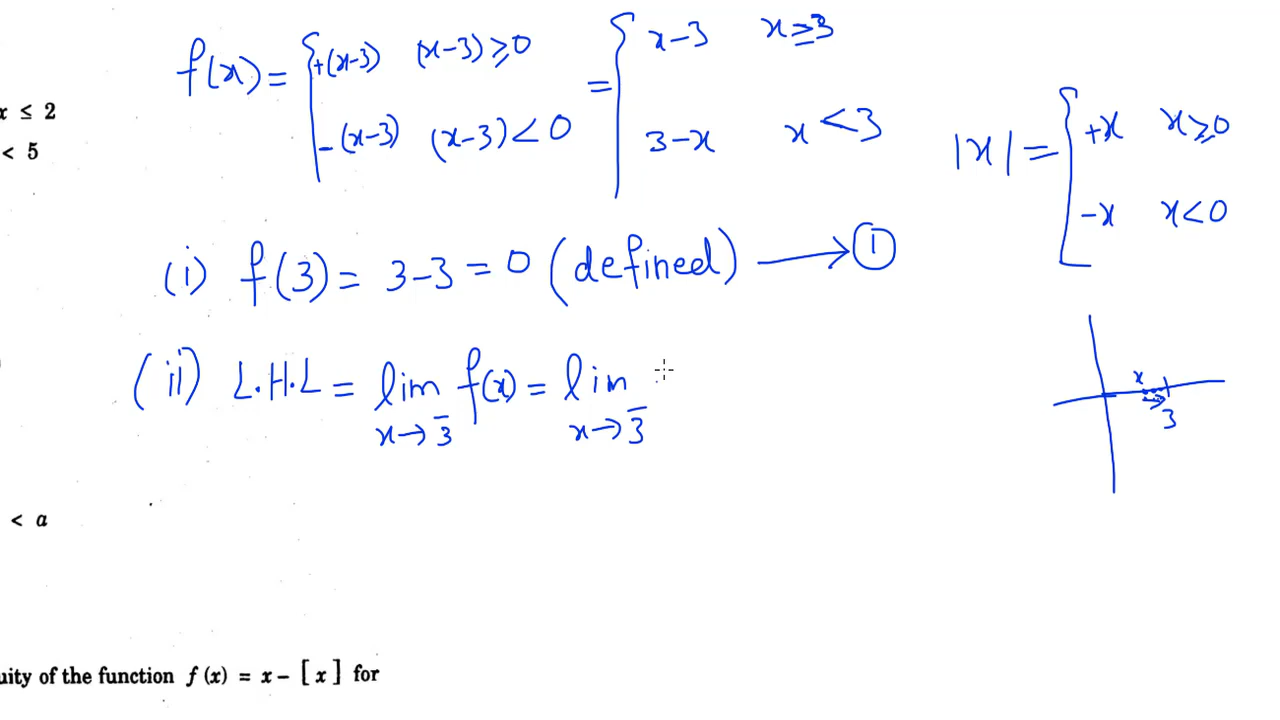 f(x) = { +(x-3) (x-3) ≥ 0 = { x-3 x ≥ 3
-(x-3) (x-3) < 0 3-x x < 3
x ≤ 2
< 5
|x| = { +x x ≥ 0
-x x < 0
(i) f(3) = 3-3 = 0 (defined) ⟶ ①
(ii) L.H.L = lim f(x) = lim
x→3̄ x→3̄
x
3
< a
uity of the function f (x) = x – [ x ] for